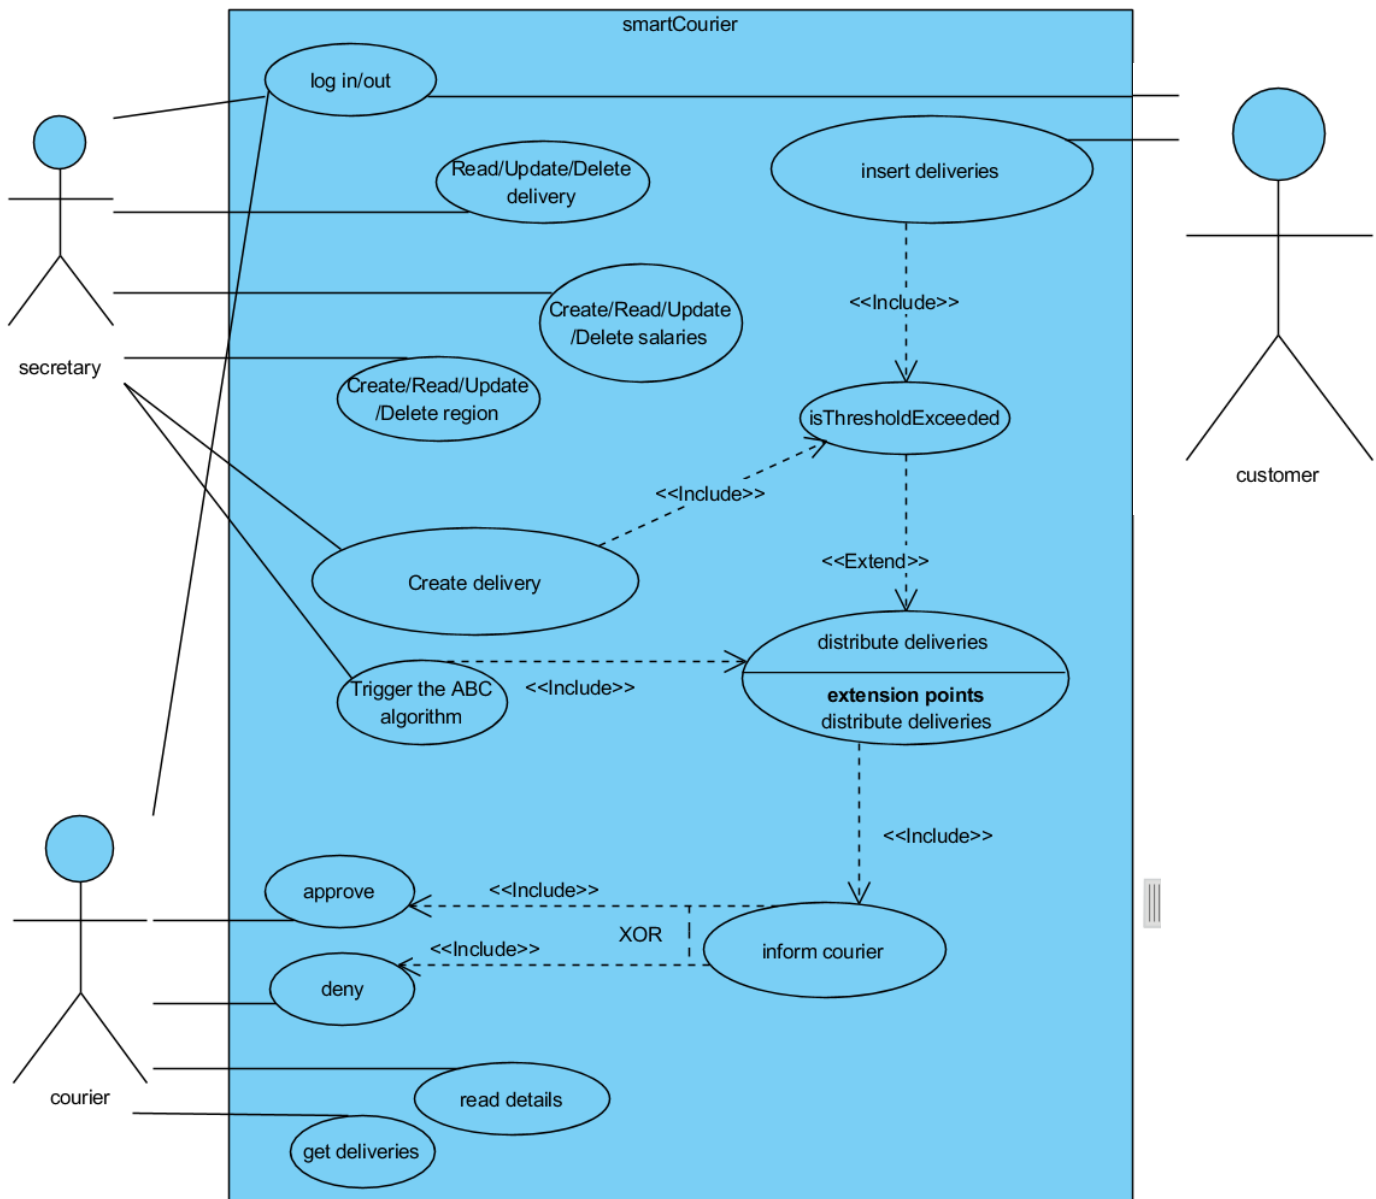 smartCourier
log in/out
Read/Update/Delete
delivery
insert deliveries
Create/Read/Update
/Delete salaries
<<Include>>
secretary
Create/Read/Update
/Delete region
isThresholdExceeded
customer
<<Include>>
<<Extend>>
Create delivery
distribute deliveries
extension points
distribute deliveries
Trigger the ABC
algorithm
<<Include>>
<<Include>>
approve
<<Include>>
XOR
<<Include>>
inform courier
deny
courier
read details
get deliveries